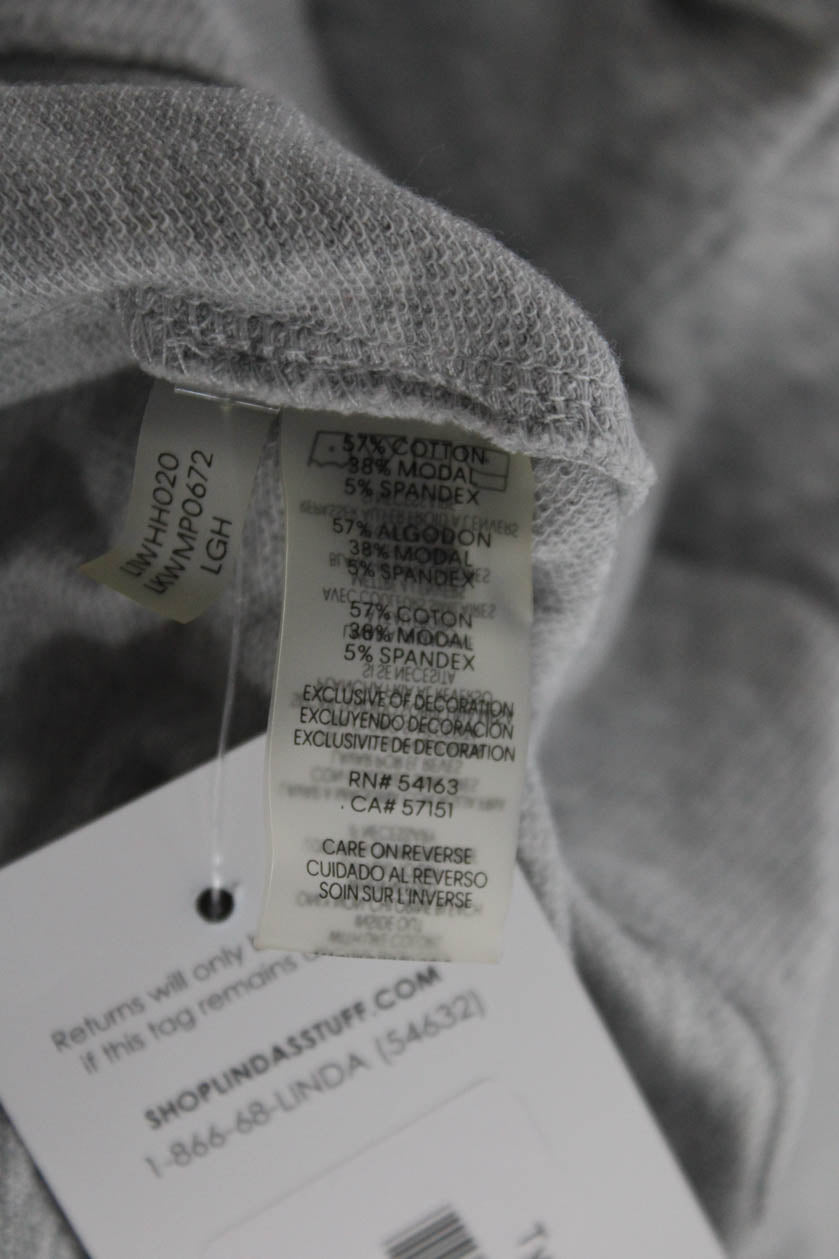 LIWHH020
LKWMP0672
LGH
57% COTTON
38% MODAL
5% SPANDEX
57% ALGODON
38% MODAL
5% SPANDEX
57% COTON
38% MODAL
5% SPANDEX
EXCLUSIVE OF DECORATION
EXCLUYENDO DECORACIÓN
EXCLUSIVITE DE DECORATION
RN# 54163
CA# 57151
CARE ON REVERSE
CUIDADO AL REVERSO
SOIN SUR L'INVERSE
Returns will only
if this tag remains
SHOPLINDASSTUFF.COM
1-866-68-LINDA (54632)